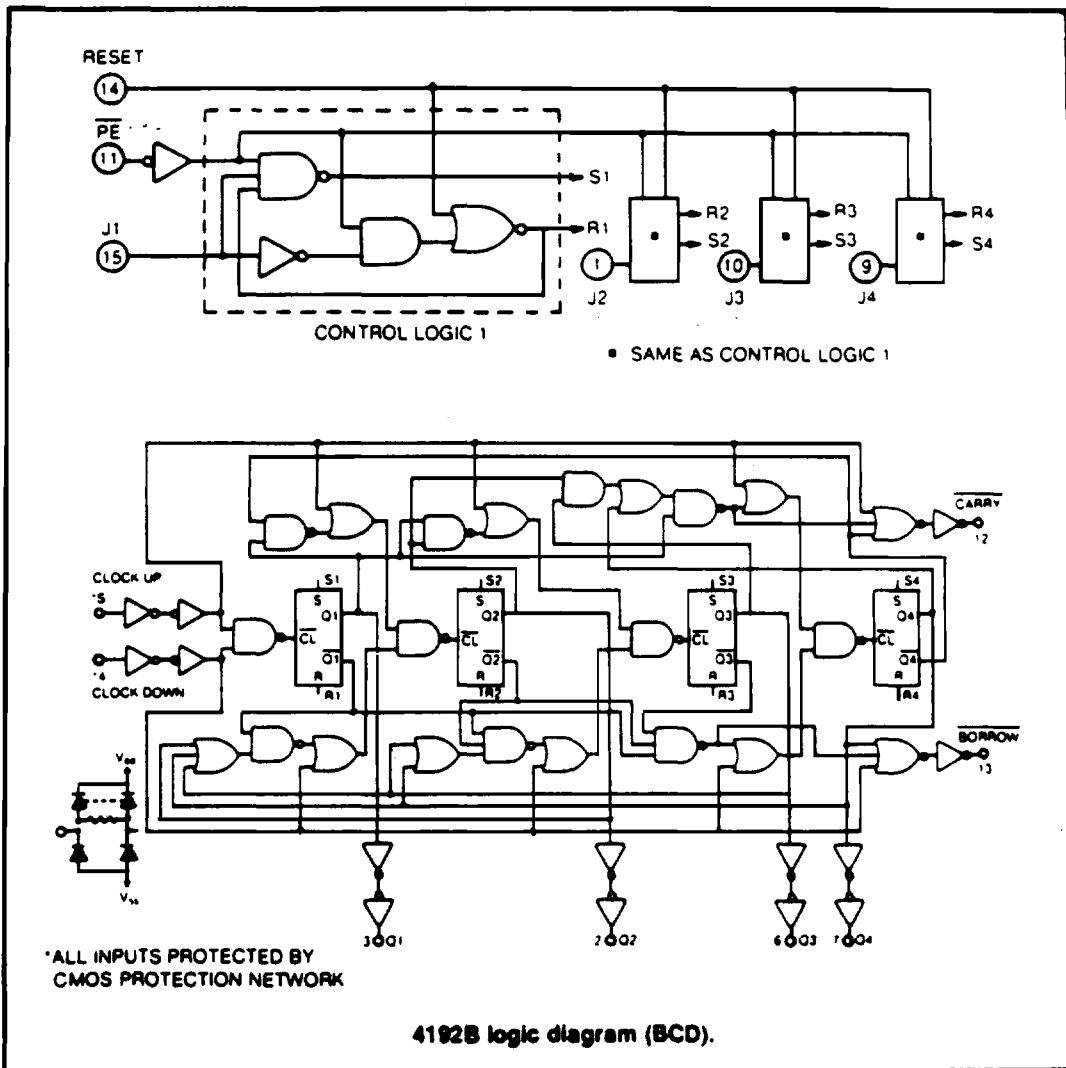 RESET
14
PE
11
J1
15
S1
R1
CONTROL LOGIC 1
R2
S2
1
J2
R3
S3
10
J3
R4
S4
9
J4
SAME AS CONTROL LOGIC 1
CARRY
12
CLOCK UP
CLOCK DOWN
S1
S
Q1
CL
Q1
R
R1
S2
S
Q2
CL
Q2
R
R2
S3
S
Q3
CL
Q3
R
R3
S4
S
Q4
CL
Q4
R
R4
BORROW
13
3 Q1
2 Q2
6 Q3
7 Q4
*ALL INPUTS PROTECTED BY
CMOS PROTECTION NETWORK
4192B logic diagram (BCD).